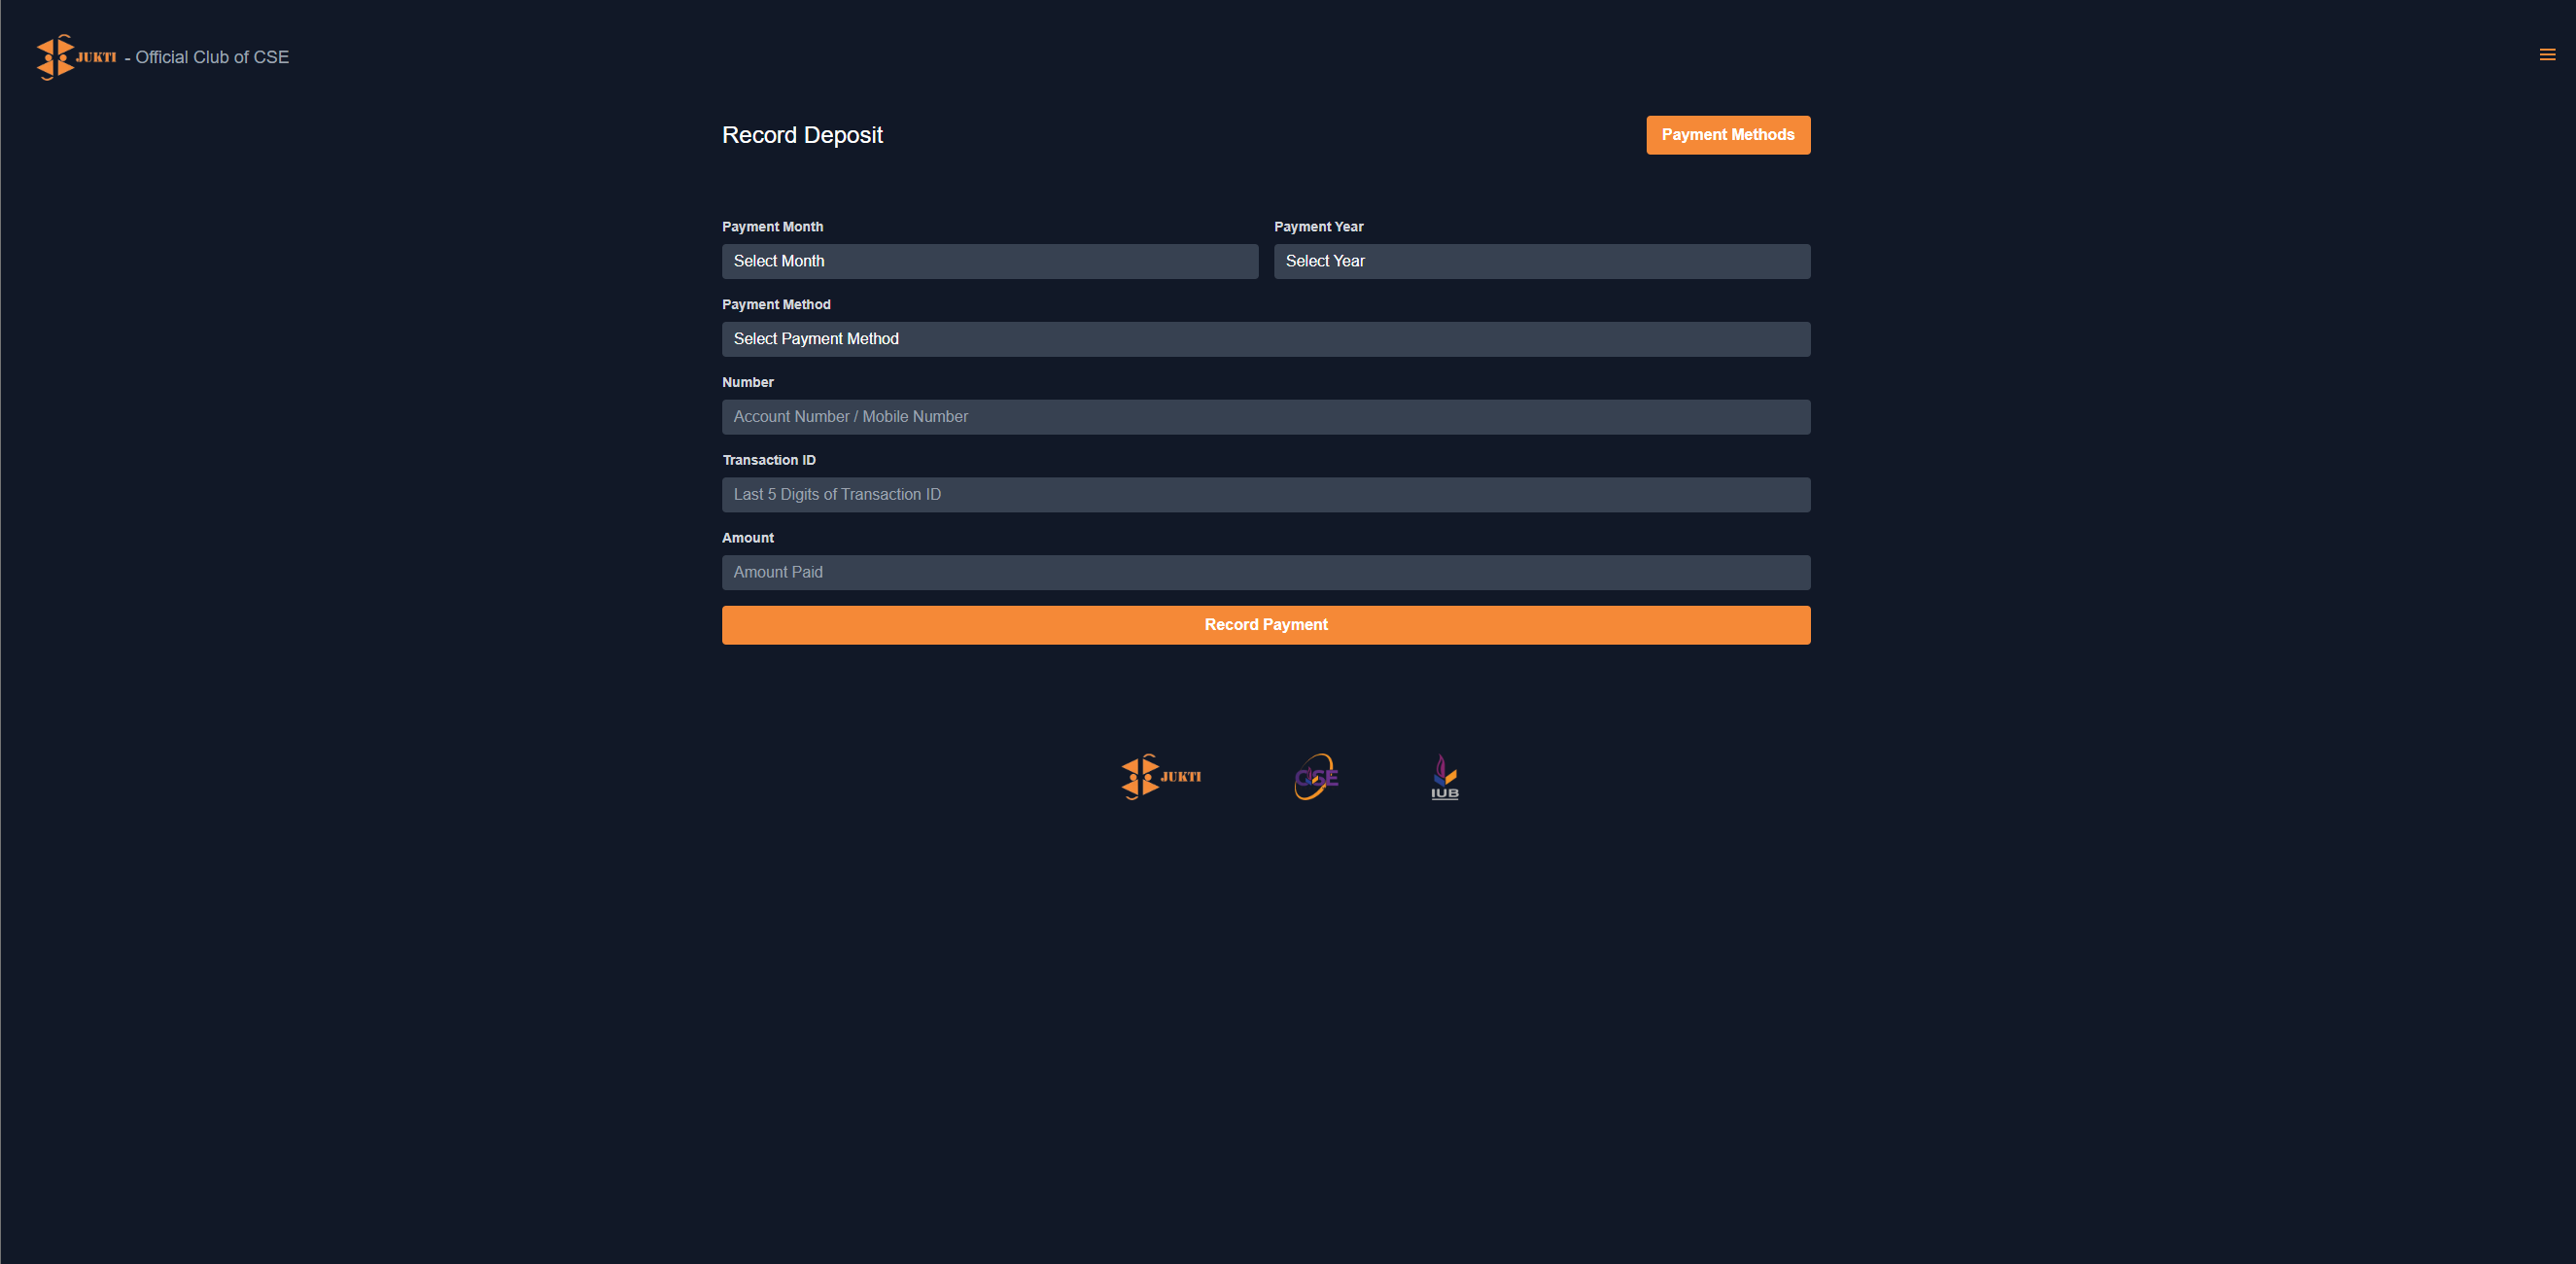 JUKTI - Official Club of CSE
Record Deposit
Payment Methods
Payment Month
Payment Year
Select Month
Select Year
Payment Method
Select Payment Method
Number
Account Number / Mobile Number
Transaction ID
Last 5 Digits of Transaction ID
Amount
Amount Paid
Record Payment
JUKTI
CSE
IUB